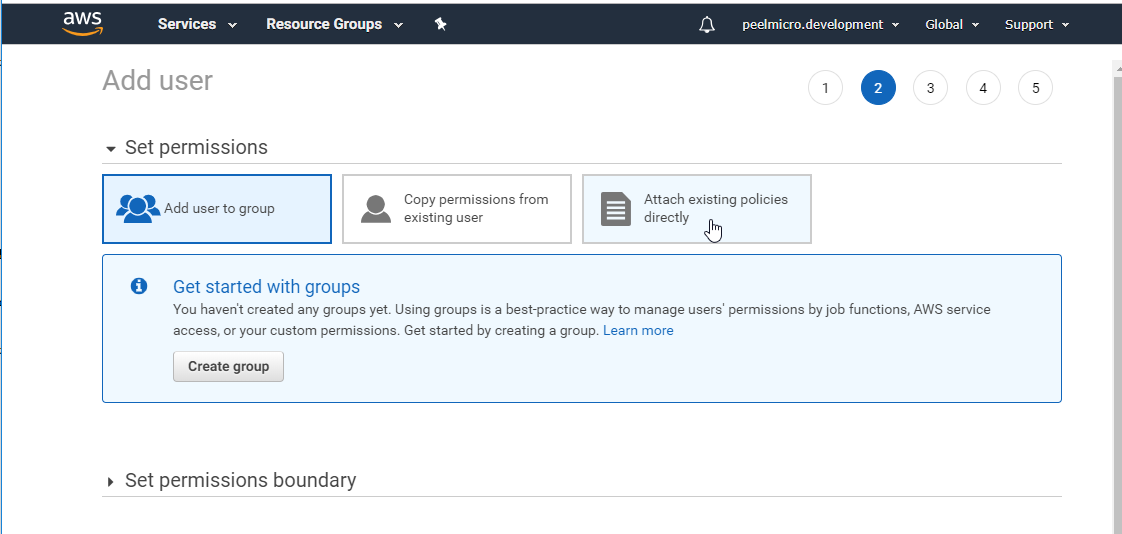 aws Services Resource Groups peelmicro.development Global Support
Add user
1 2 3 4 5
Set permissions
Add user to group
Copy permissions from
existing user
Attach existing policies
directly
Get started with groups
You haven't created any groups yet. Using groups is a best-practice way to manage users' permissions by job functions, AWS service
access, or your custom permissions. Get started by creating a group. Learn more
Create group
Set permissions boundary